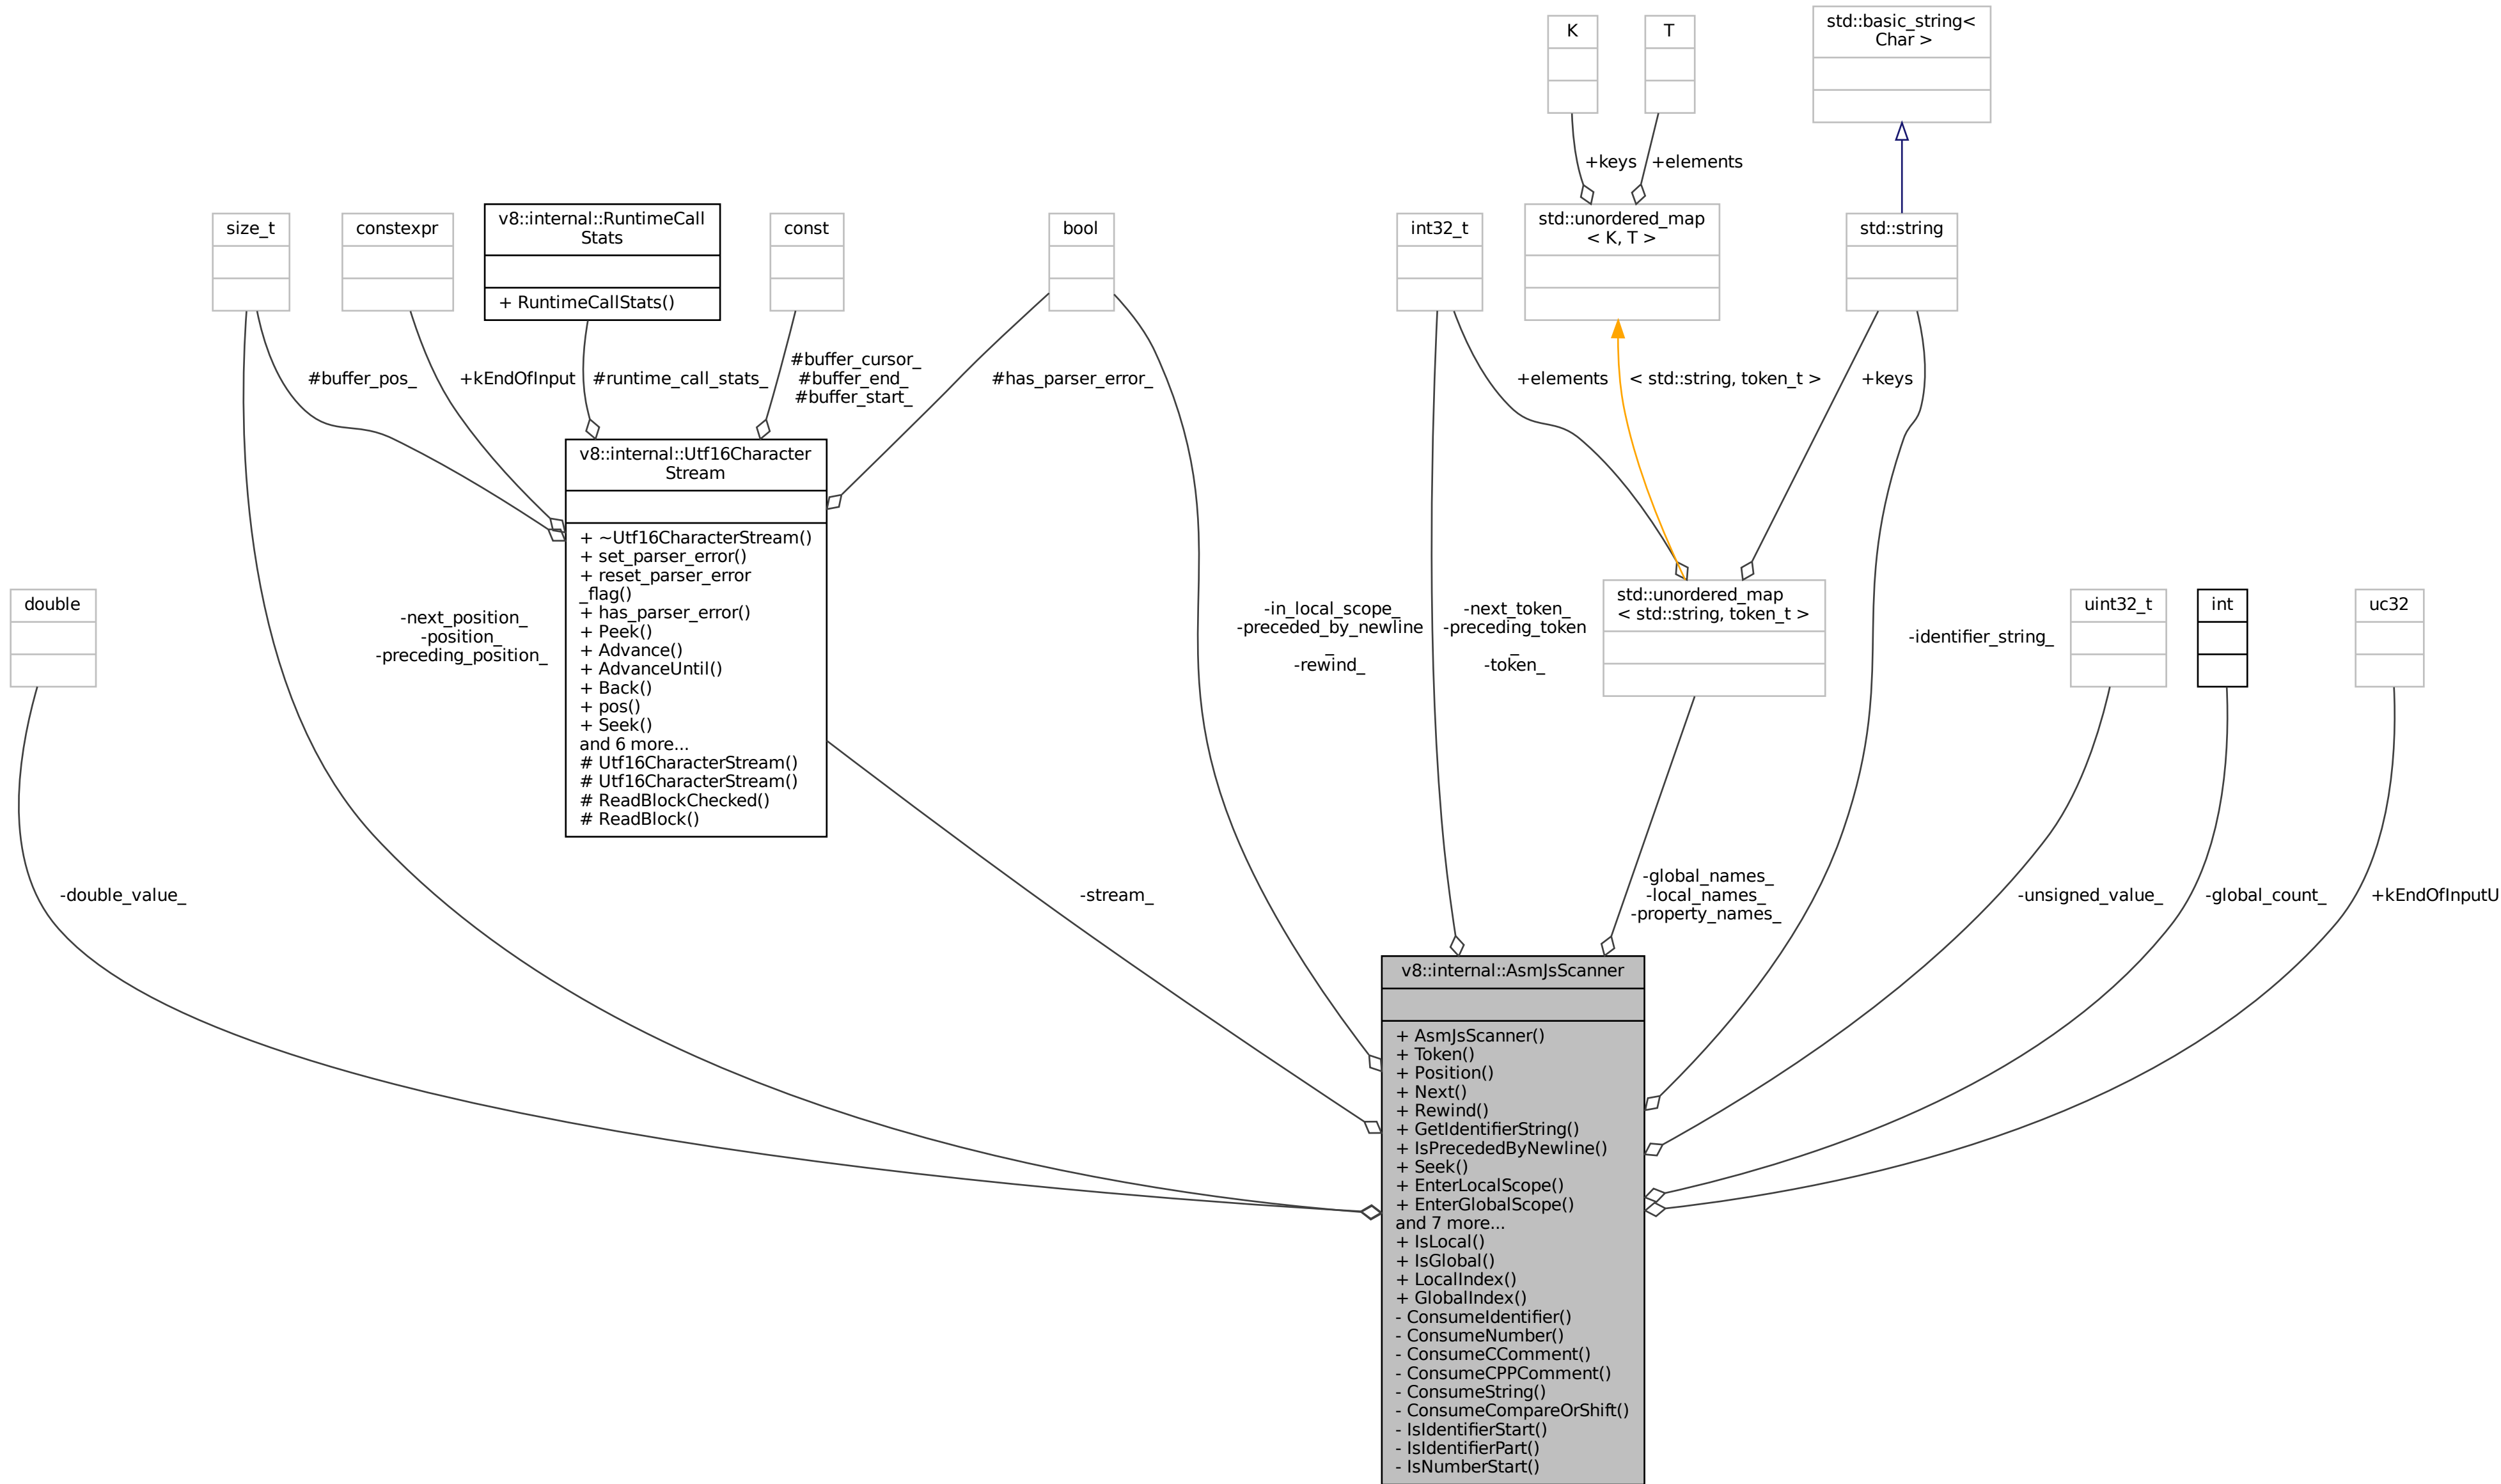 K
T
std::basic_string<
Char >
+keys
+elements
size_t
constexpr
v8::internal::RuntimeCall
Stats
+ RuntimeCallStats()
const
bool
int32_t
std::unordered_map
< K, T >
std::string
#buffer_pos_
+kEndOfInput
#runtime_call_stats_
#buffer_cursor_
#buffer_end_
#buffer_start_
#has_parser_error_
+elements
< std::string, token_t >
+keys
v8::internal::Utf16Character
Stream
+ ~Utf16CharacterStream()
+ set_parser_error()
+ reset_parser_error
_flag()
+ has_parser_error()
+ Peek()
+ Advance()
+ AdvanceUntil()
+ Back()
+ pos()
+ Seek()
and 6 more...
# Utf16CharacterStream()
# Utf16CharacterStream()
# ReadBlockChecked()
# ReadBlock()
double
-next_position_
-position_
-preceding_position_
-in_local_scope_
-preceded_by_newline
_
-rewind_
-next_token_
-preceding_token
_
-token_
std::unordered_map
< std::string, token_t >
-identifier_string_
uint32_t
int
uc32
-double_value_
-stream_
-global_names_
-local_names_
-property_names_
-unsigned_value_
-global_count_
+kEndOfInputU
v8::internal::AsmJsScanner
+ AsmJsScanner()
+ Token()
+ Position()
+ Next()
+ Rewind()
+ GetIdentifierString()
+ IsPrecededByNewline()
+ Seek()
+ EnterLocalScope()
+ EnterGlobalScope()
and 7 more...
+ IsLocal()
+ IsGlobal()
+ LocalIndex()
+ GlobalIndex()
- ConsumeIdentifier()
- ConsumeNumber()
- ConsumeCComment()
- ConsumeCPPComment()
- ConsumeString()
- ConsumeCompareOrShift()
- IsIdentifierStart()
- IsIdentifierPart()
- IsNumberStart()